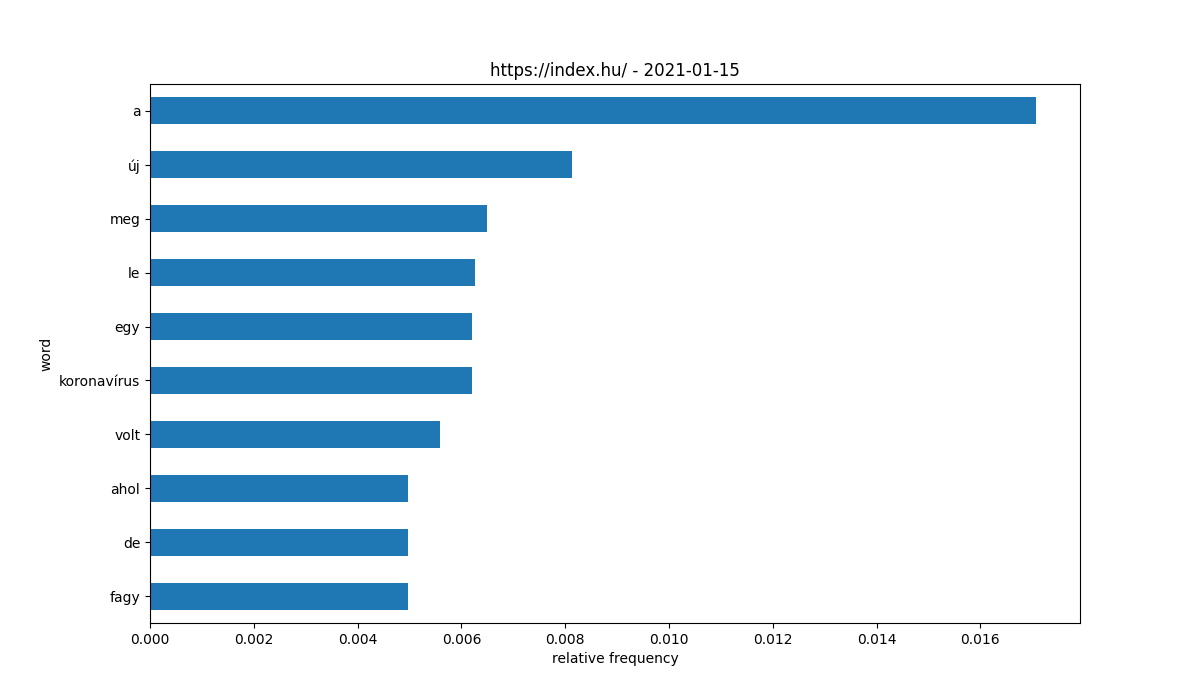 https://index.hu/ - 2021-01-15
a
új
meg
le
egy
koronavírus
volt
ahol
de
fagy
word
0.000 0.002 0.004 0.006 0.008 0.010 0.012 0.014 0.016
relative frequency